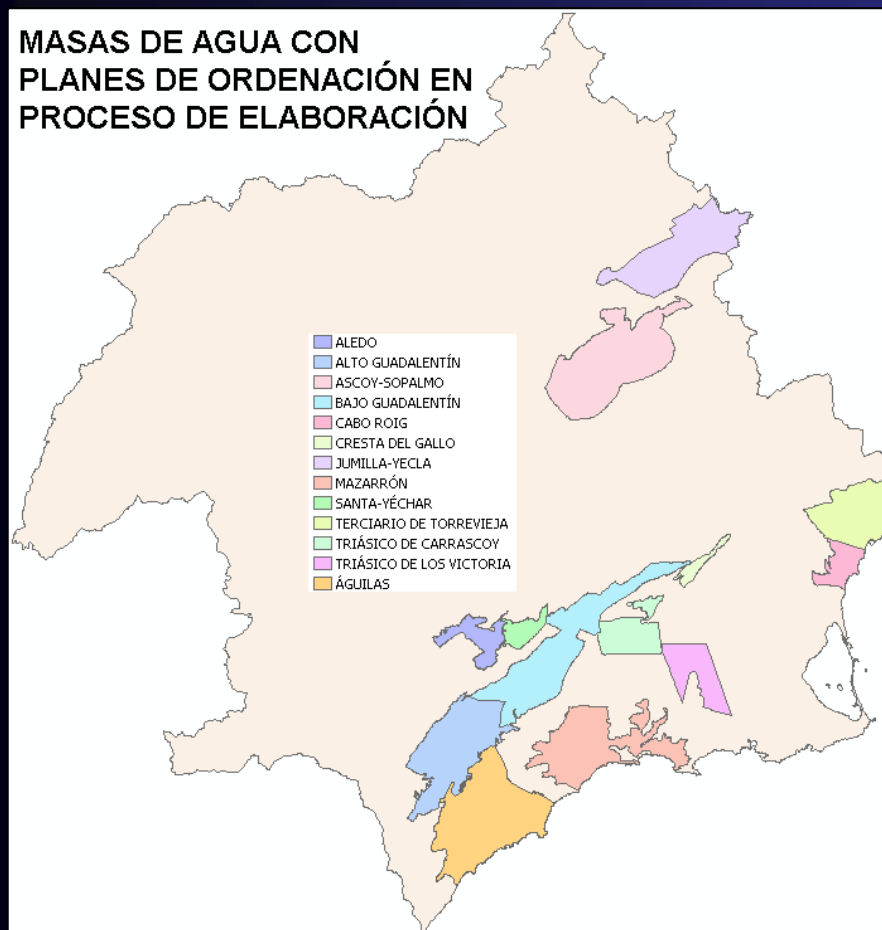 MASAS DE AGUA CON
PLANES DE ORDENACIÓN EN
PROCESO DE ELABORACIÓN
ALEDO
ALTO GUADALENTÍN
ASCOY-SOPALMO
BAJO GUADALENTÍN
CABO ROIG
CRESTA DEL GALLO
JUMILLA-YECLA
MAZARRÓN
SANTA-YÉCHAR
TERCIARIO DE TORREVIEJA
TRIÁSICO DE CARRASCOY
TRIÁSICO DE LOS VICTORIA
ÁGUILAS